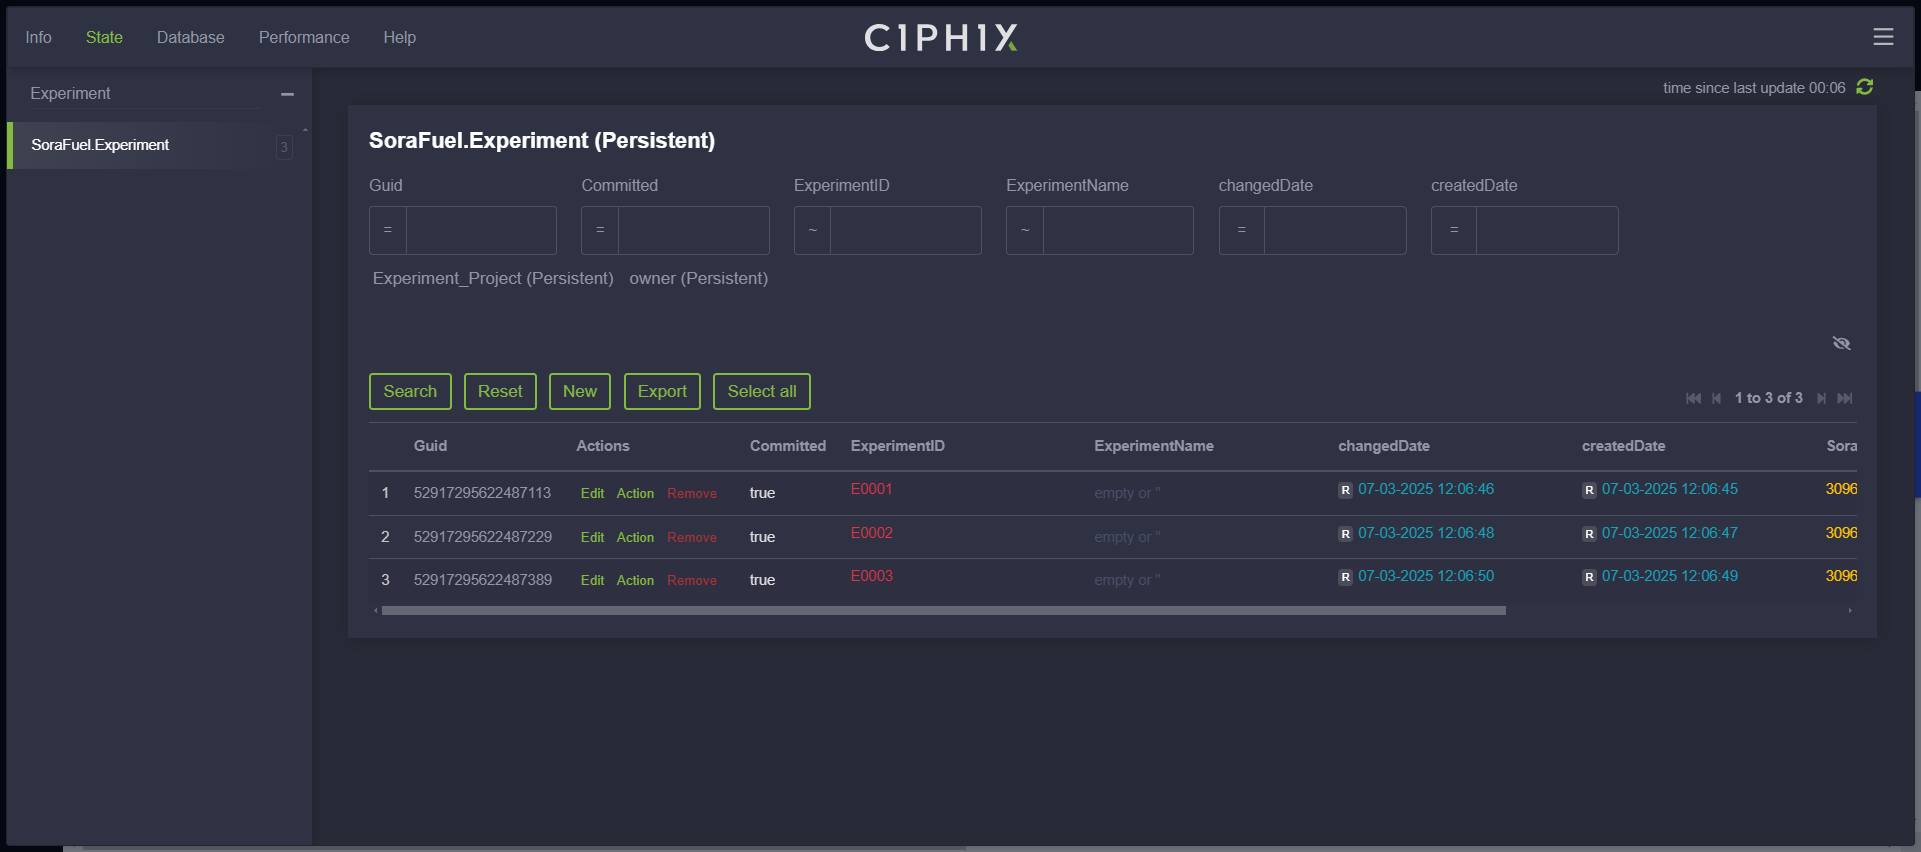 Info State Database Performance Help C1PH1X
Experiment
time since last update 00:06
SoraFuel.Experiment 3
SoraFuel.Experiment (Persistent)
Guid Committed ExperimentID ExperimentName changedDate createdDate
= = ~ ~ = =
Experiment_Project (Persistent) owner (Persistent)
Search Reset New Export Select all
1 to 3 of 3
Guid Actions Committed ExperimentID ExperimentName changedDate createdDate Sora
1 52917295622487113 Edit Action Remove true E0001 empty or '' R 07-03-2025 12:06:46 R 07-03-2025 12:06:45 3096
2 52917295622487229 Edit Action Remove true E0002 empty or '' R 07-03-2025 12:06:48 R 07-03-2025 12:06:47 3096
3 52917295622487389 Edit Action Remove true E0003 empty or '' R 07-03-2025 12:06:50 R 07-03-2025 12:06:49 3096